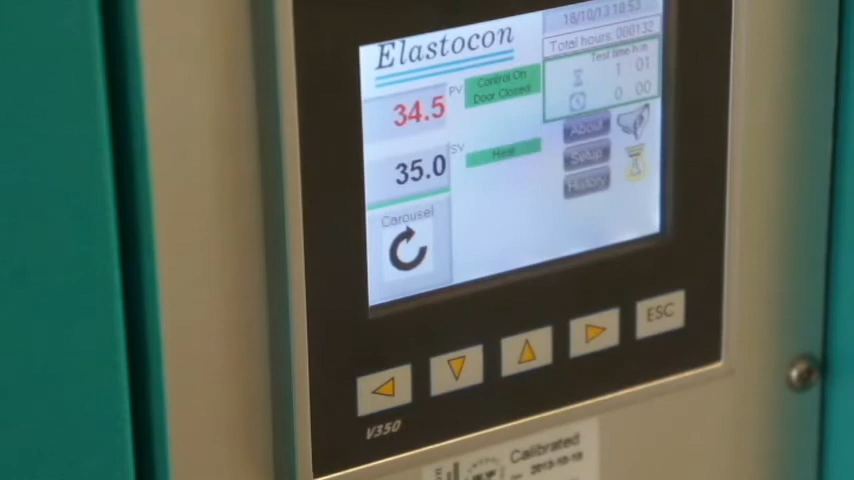 Elastocon
18/10/13 10:53
Total hours: 000132
Test time h:m
1 01
0 00
PV
34.5
Control On
Door Closed
SV
35.0
Heat
About
Setup
History
Carousel
ESC
V350
Calibrated